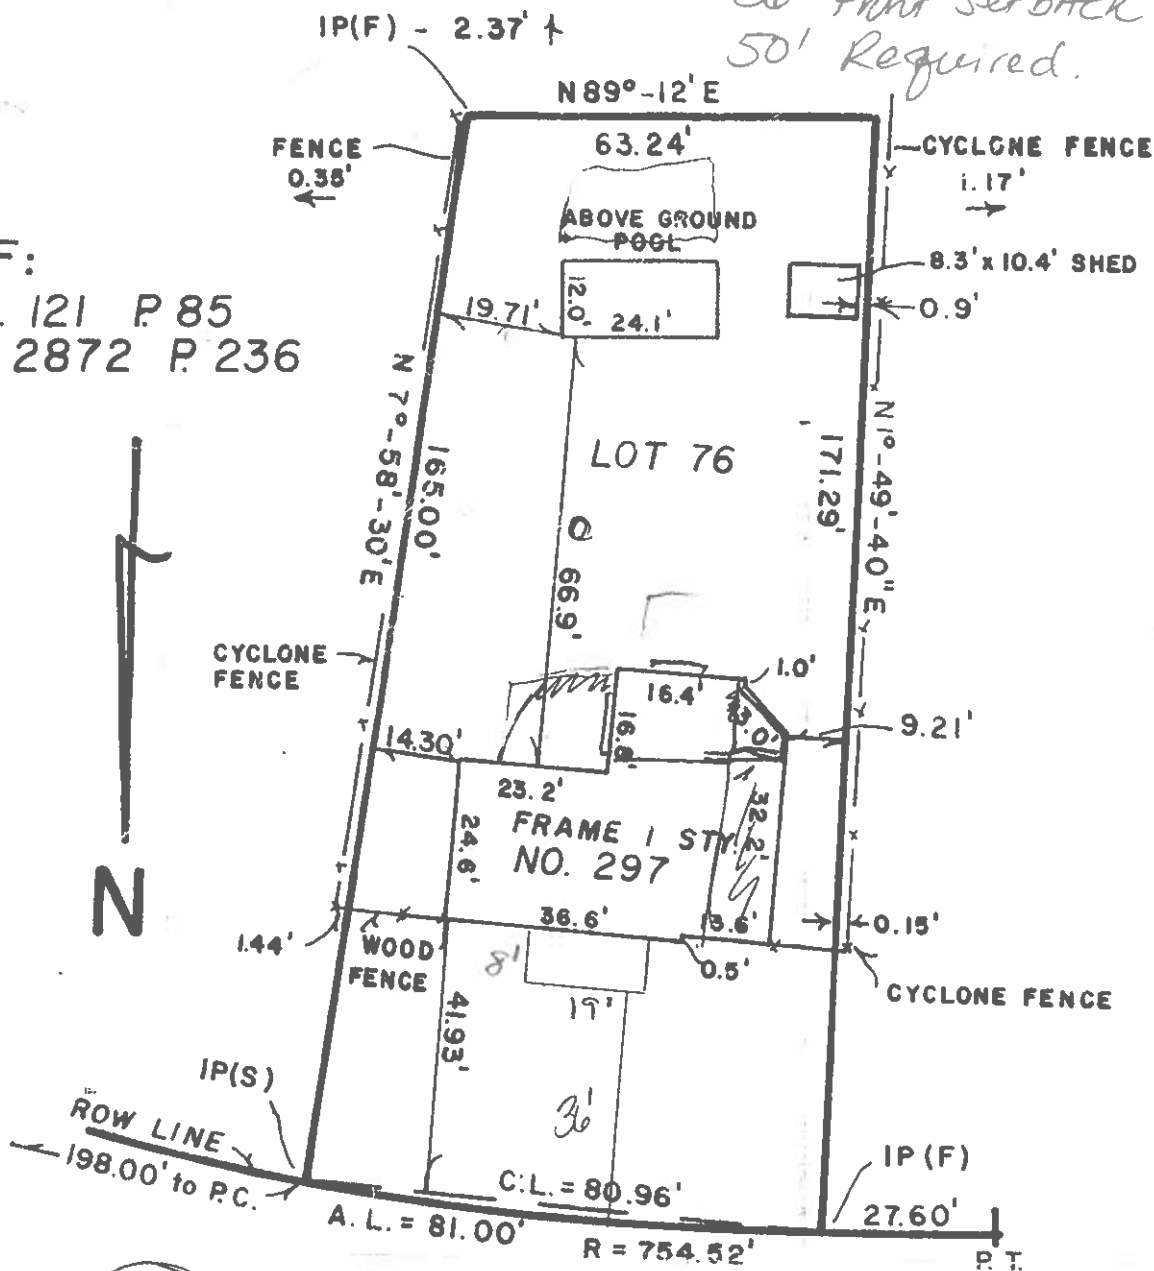 Front Setback
IP(F) - 2.37'
50' Required.
N 89°-12' E
63.24'
FENCE
0.38'
CYCLONE FENCE
1.17'
ABOVE GROUND
POOL
8.3' x 10.4' SHED
0.9'
F:
121 P. 85
2872 P. 236
19.71'
12.0'
24.1'
N 7°-58'-30" E
165.00'
LOT 76
171.29'
N 1°-49'-40" E
66.9'
CYCLONE
FENCE
1.0'
16.4'
16.8'
3.0'
9.21'
14.30'
23.2'
24.6'
FRAME 1 STY.
NO. 297
32.2'
N
36.6'
3.6'
0.15'
1.44'
WOOD
FENCE
8'
0.5'
19'
CYCLONE FENCE
41.93'
IP(S)
36'
ROW LINE
198.00' to P.C.
C.L. = 80.96'
IP (F)
27.60'
A.L. = 81.00'
R = 754.52'
P.T.